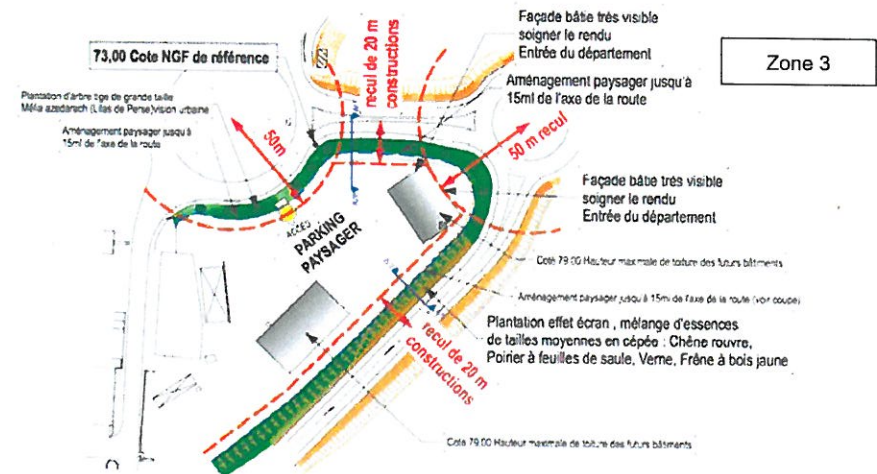 Façade bâtie très visible
soigner le rendu
Entrée du département
Zone 3
73,00 Cote NGF de référence
recul de 20 m
constructions
Aménagement paysager jusqu'à
15ml de l'axe de la route
Plantation d'arbre tige de grande taille
Mélia azedarach (Lilas de Perse) vision urbaine
Aménagement paysager jusqu'à
15ml de l'axe de la route
50m
50 m recul
Façade bâtie très visible
soigner le rendu
Entrée du département
ACCES
PARKING
PAYSAGER
Coté 79.00 Hauteur maximale de toiture des futurs bâtiments
Aménagement paysager jusqu'à 15ml de l'axe de la route (voir coupe)
Plantation effet écran , mélange d'essences
de tailles moyennes en cépée : Chêne rouvre,
Poirier à feuilles de saule, Verne, Frêne à bois jaune
recul de 20 m
constructions
Coté 79.00 Hauteur maximale de toiture des futurs bâtiments